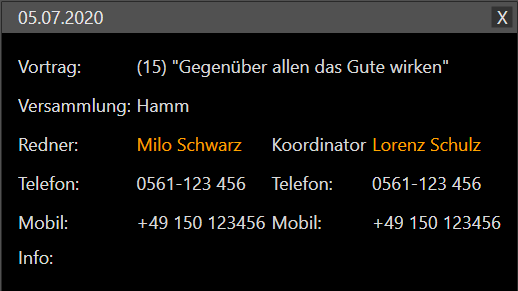 05.07.2020 X
Vortrag: (15) "Gegenüber allen das Gute wirken"
Versammlung: Hamm
Redner: Milo Schwarz Koordinator Lorenz Schulz
Telefon: 0561-123 456 Telefon: 0561-123 456
Mobil: +49 150 123456 Mobil: +49 150 123456
Info: